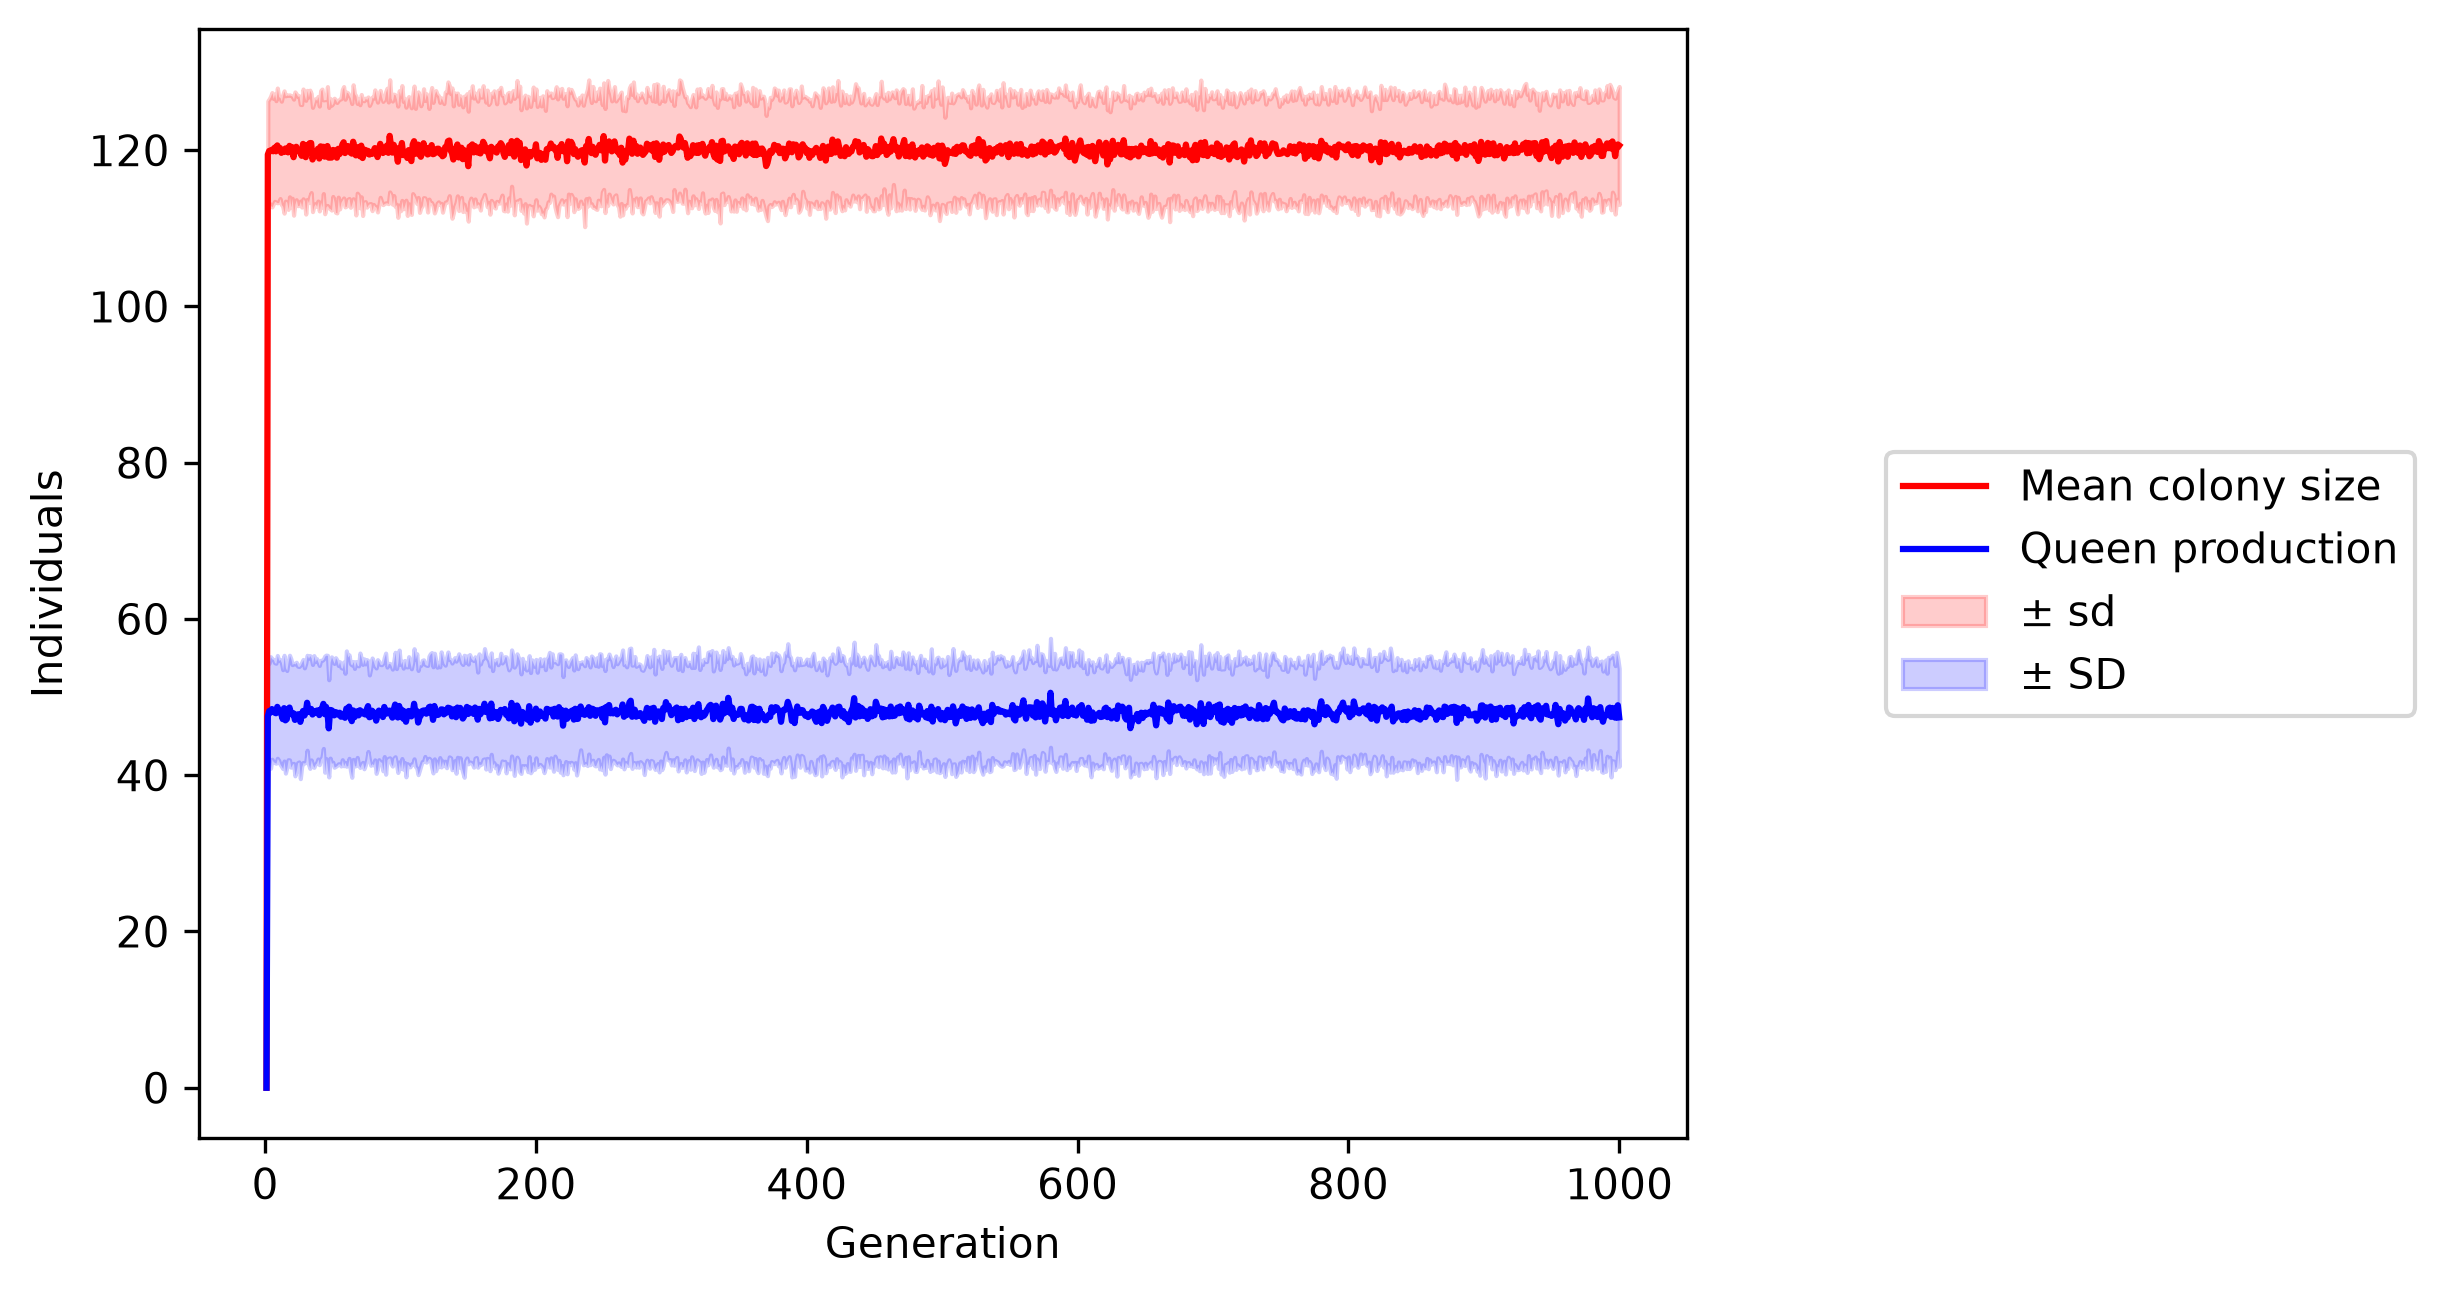 120
100
80
60
40
20
0
Individuals
0 200 400 600 800 1000
Generation
Mean colony size
Queen production
± sd
± SD